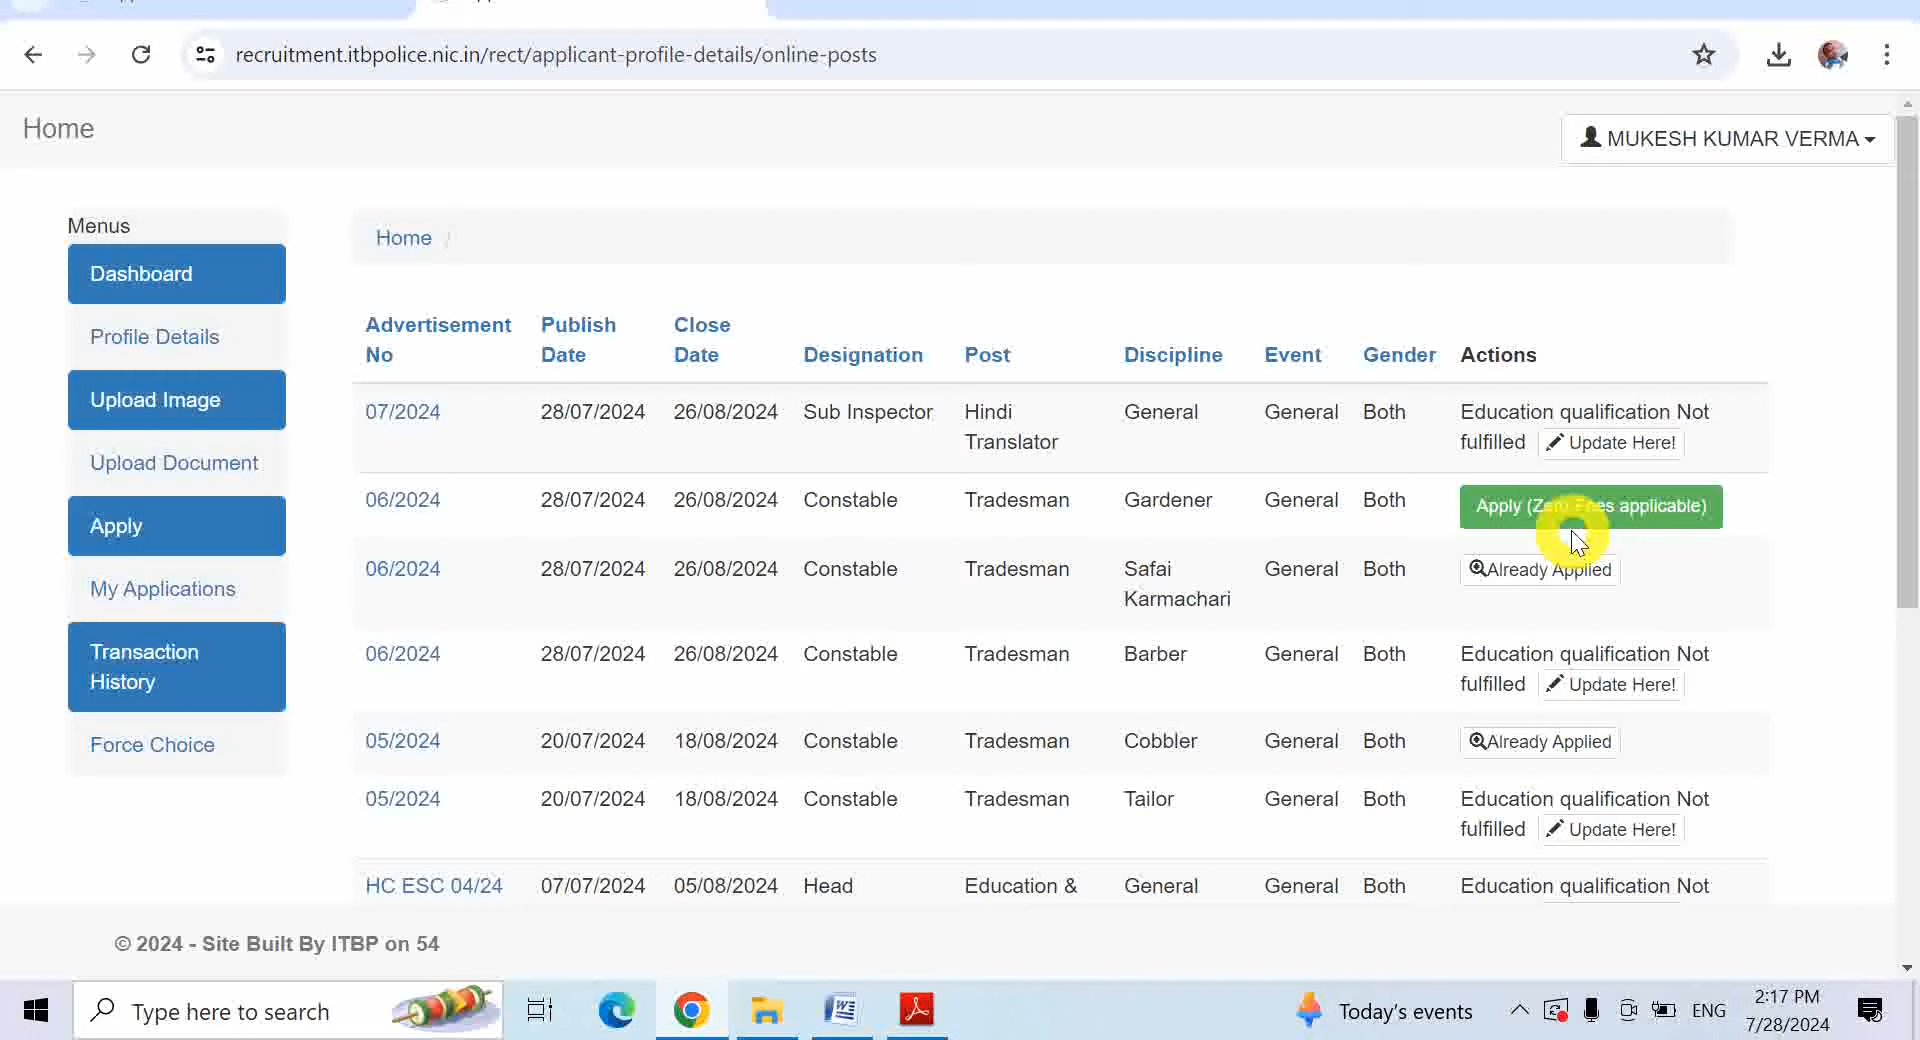 recruitment.itbpolice.nic.in/rect/applicant-profile-details/online-posts
Home
MUKESH KUMAR VERMA
Menus
Dashboard
Profile Details
Upload Image
Upload Document
Apply
My Applications
Transaction
History
Force Choice
Home /
Advertisement No Publish Date Close Date Designation Post Discipline Event Gender Actions
07/2024 28/07/2024 26/08/2024 Sub Inspector Hindi General General Both Education qualification Not
Translator fulfilled Update Here!
06/2024 28/07/2024 26/08/2024 Constable Tradesman Gardener General Both Apply (Zero Fees applicable)
06/2024 28/07/2024 26/08/2024 Constable Tradesman Safai General Both Already Applied
Karmachari
06/2024 28/07/2024 26/08/2024 Constable Tradesman Barber General Both Education qualification Not
fulfilled Update Here!
05/2024 20/07/2024 18/08/2024 Constable Tradesman Cobbler General Both Already Applied
05/2024 20/07/2024 18/08/2024 Constable Tradesman Tailor General Both Education qualification Not
fulfilled Update Here!
HC ESC 04/24 07/07/2024 05/08/2024 Head Education & General General Both Education qualification Not
© 2024 - Site Built By ITBP on 54
Type here to search
Today's events
ENG
2:17 PM
7/28/2024